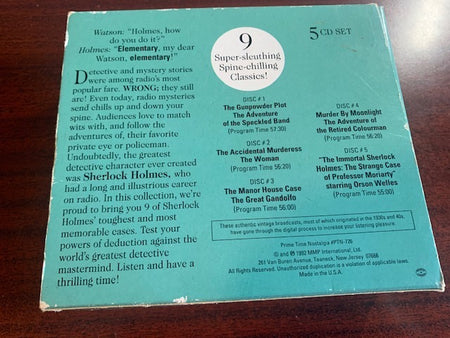 Watson: "Holmes, how
do you do it?"
Holmes: "Elementary, my dear
Watson, elementary!"
Detective and mystery stories
were among radio's most
popular fare. WRONG; they still
are! Even today, radio mysteries
send chills up and down your
spine. Audiences love to match
wits with, and follow the
adventures of, their favorite
private eye or policeman.
Undoubtedly, the greatest
detective character ever created
was Sherlock Holmes, who
had a long and illustrious career
on radio. In this collection, we're
proud to bring you 9 of Sherlock
Holmes' toughest and most
memorable cases. Test your
powers of deduction against the
world's greatest detective
mastermind. Listen and have a
thrilling time!
9
Super-sleuthing
Spine-chilling
Classics!
5 CD SET
DISC # 1
The Gunpowder Plot
The Adventure
of the Speckled Band
(Program Time 57:30)
DISC # 2
The Accidental Murderess
The Woman
(Program Time 56:20)
DISC # 3
The Manor House Case
The Great Gandolfo
(Program Time 56:00)
DISC # 4
Murder By Moonlight
The Adventure of
the Retired Colourman
(Program Time 56:20)
DISC # 5
"The Immortal Sherlock
Holmes: The Strange Case
of Professor Moriarty"
starring Orson Welles
(Program Time 55:00)
These authentic vintage broadcasts, most of which originated in the 1930s and 40s,
have gone through the digital process to increase your listening pleasure.
Prime Time Nostalgia #PTN-726
© and ℗ 1992 MMP International, Ltd.
261 Van Buren Avenue, Teaneck, New Jersey 07666
All Rights Reserved. Unauthorized duplication is a violation of applicable laws.
Made in the U.S.A.